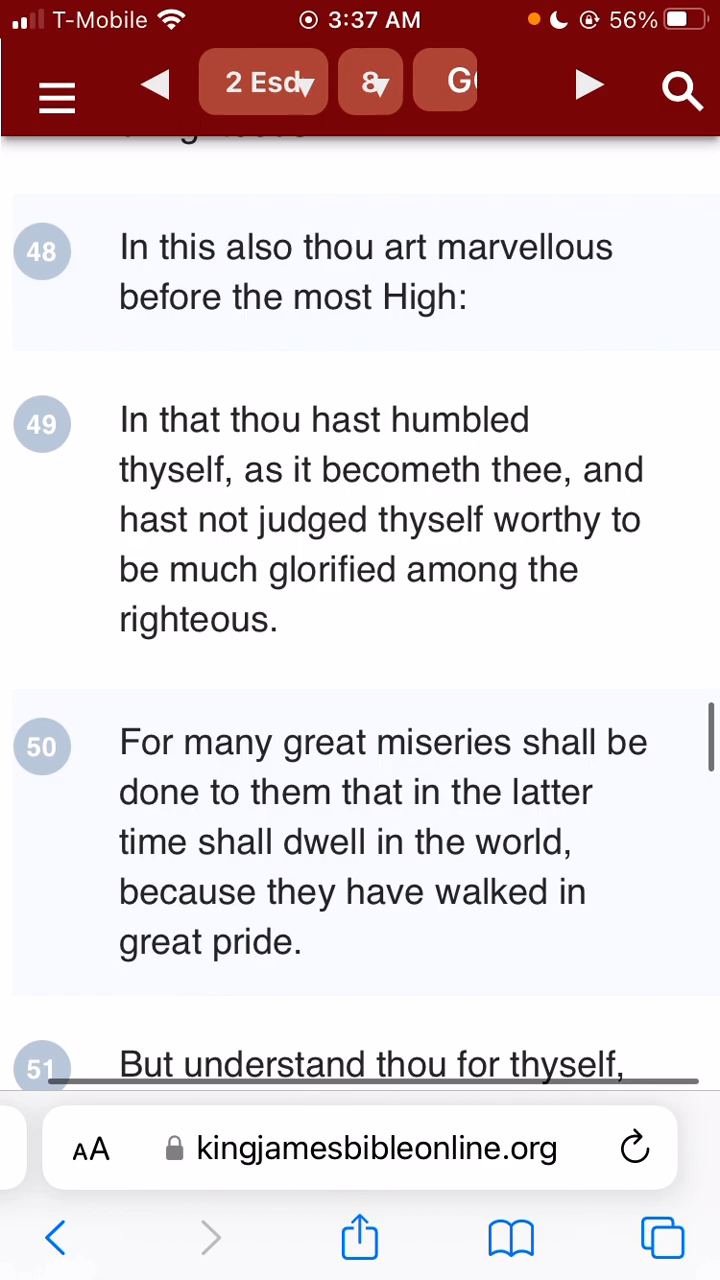 T-Mobile 3:37 AM 56%
2 Esd 8 G
48 In this also thou art marvellous
before the most High:
49 In that thou hast humbled
thyself, as it becometh thee, and
hast not judged thyself worthy to
be much glorified among the
righteous.
50 For many great miseries shall be
done to them that in the latter
time shall dwell in the world,
because they have walked in
great pride.
51 But understand thou for thyself,
AA kingjamesbibleonline.org